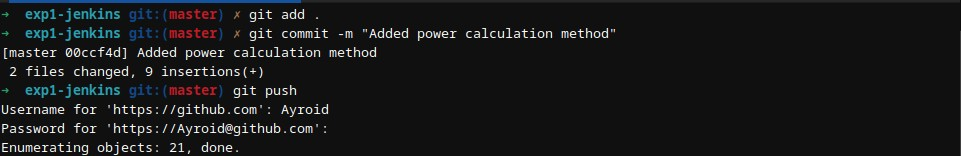 → exp1-jenkins git:(master) ✗ git add .
→ exp1-jenkins git:(master) ✗ git commit -m "Added power calculation method"
[master 00ccf4d] Added power calculation method
 2 files changed, 9 insertions(+)
→ exp1-jenkins git:(master) git push
Username for 'https://github.com': Ayroid
Password for 'https://Ayroid@github.com':
Enumerating objects: 21, done.